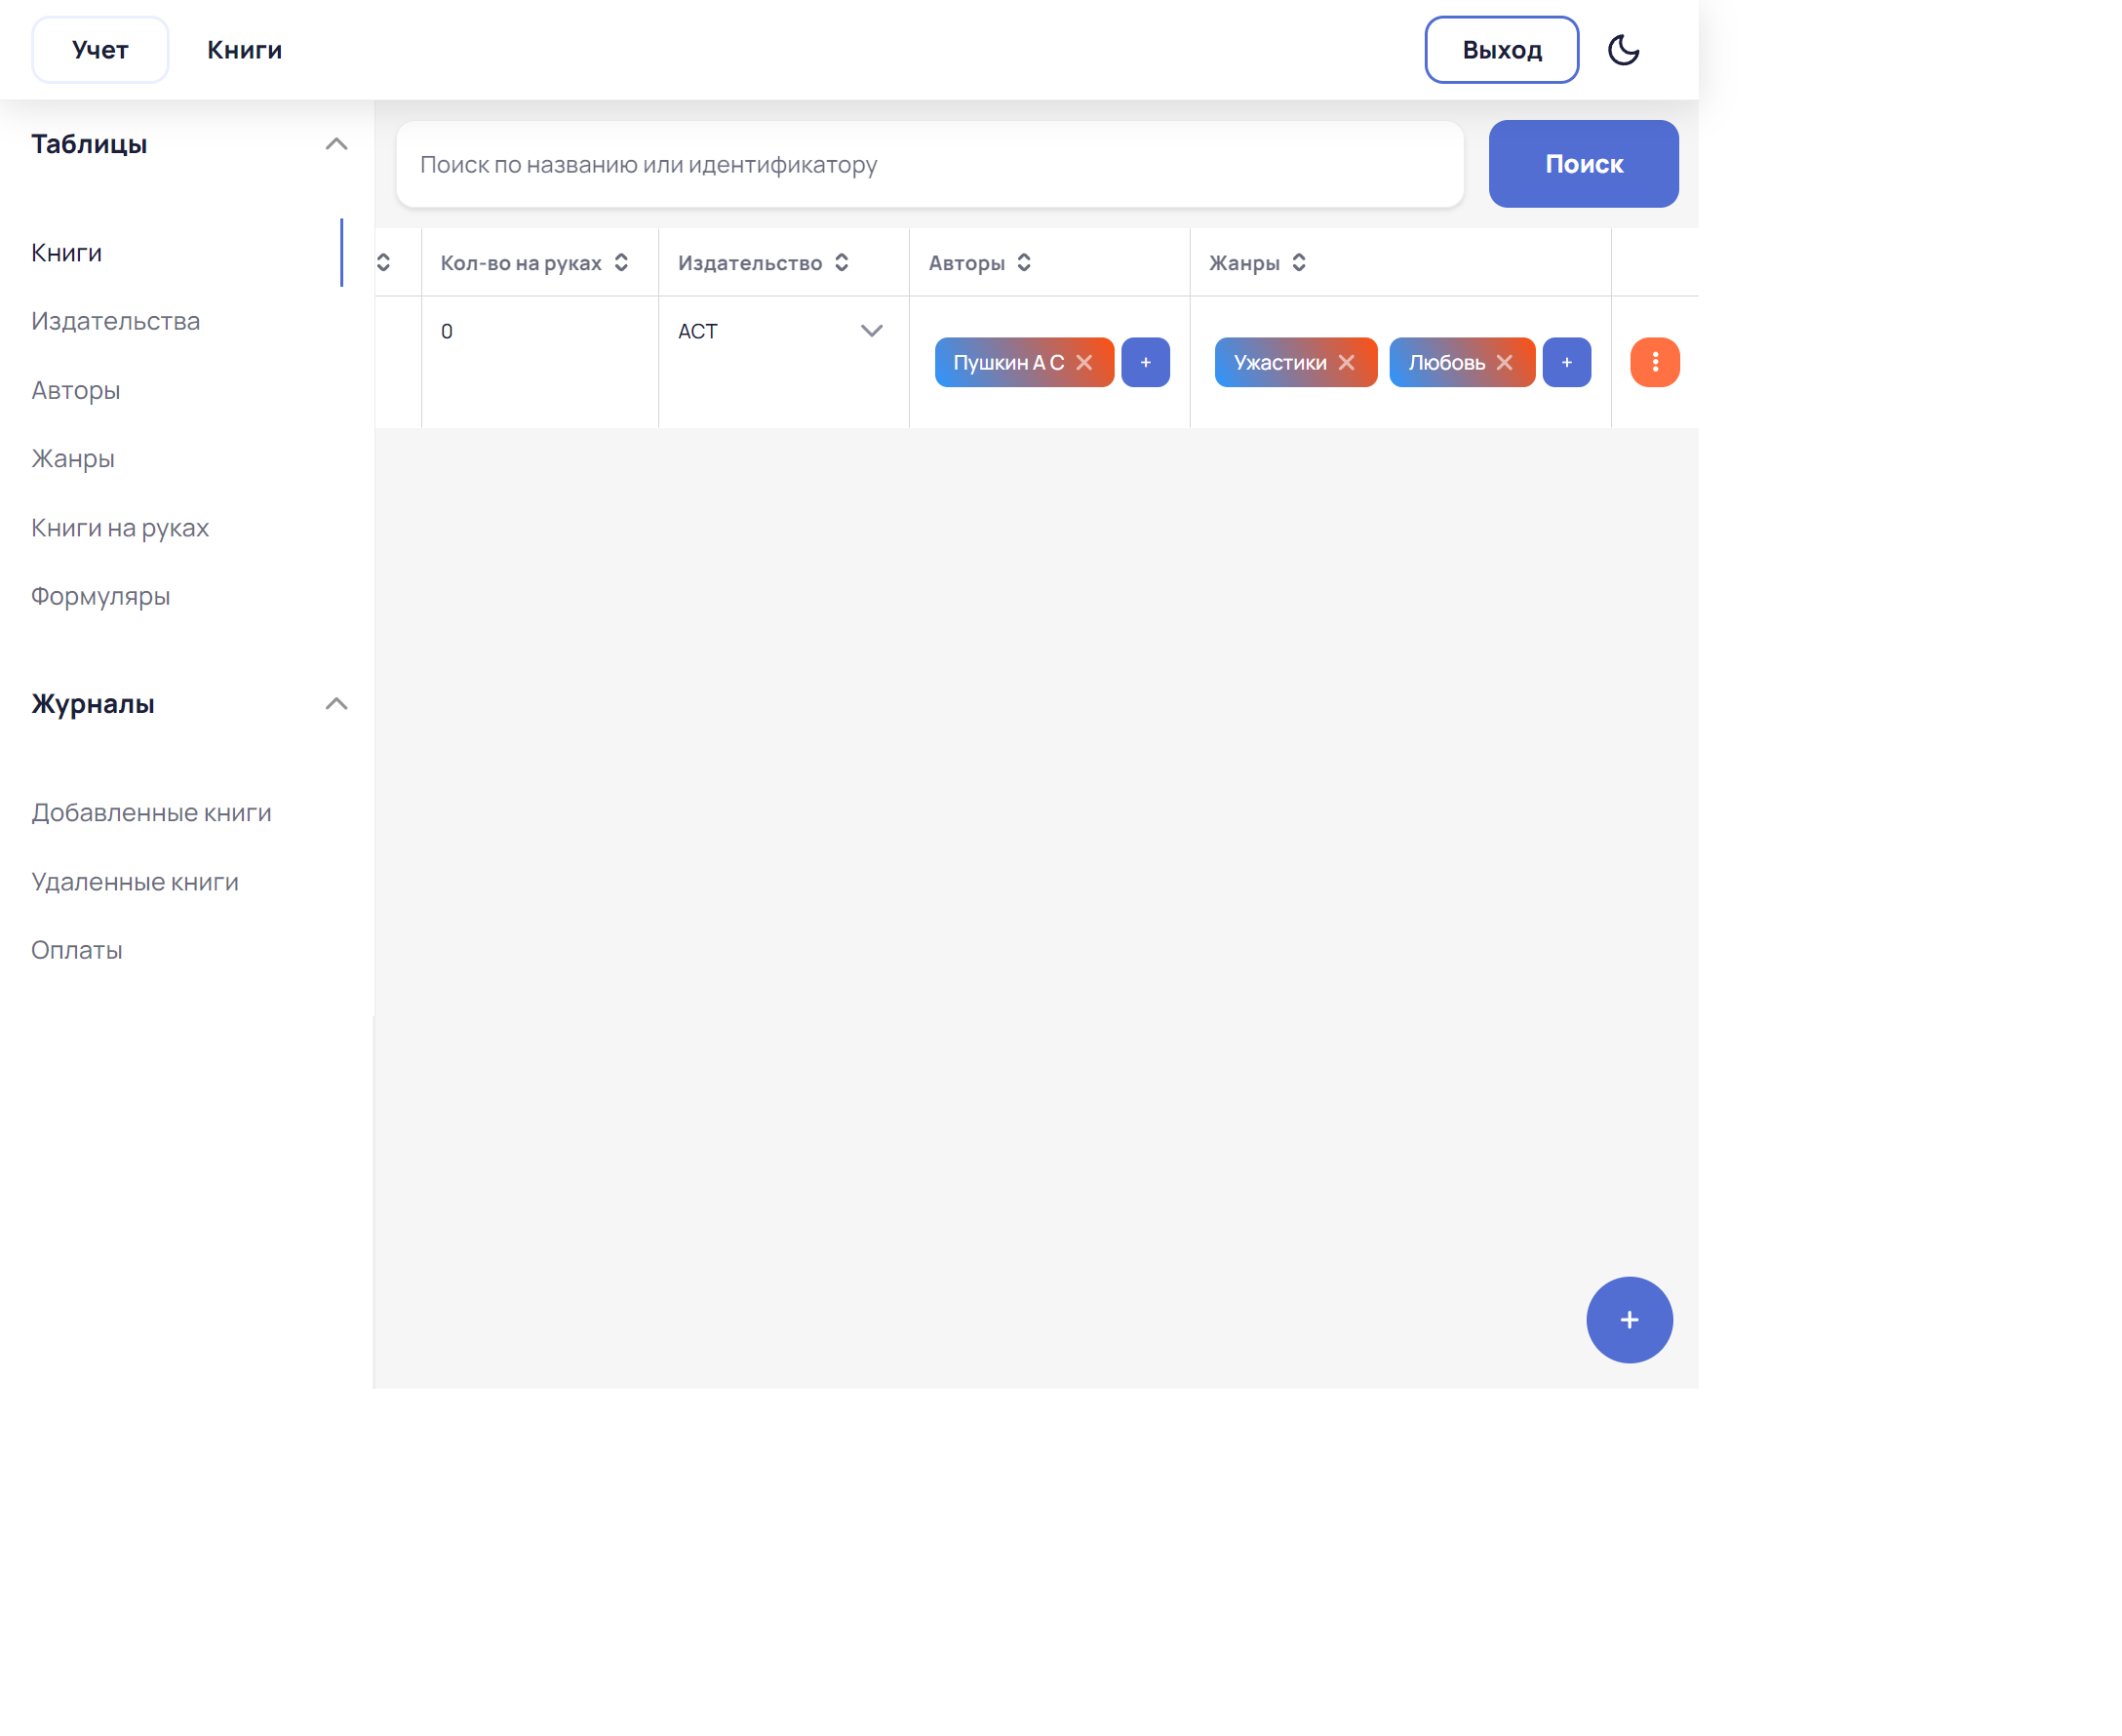 Учет
Книги
Выход
Таблицы
Книги
Издательства
Авторы
Жанры
Книги на руках
Формуляры
Журналы
Добавленные книги
Удаленные книги
Оплаты
Поиск по названию или идентификатору
Поиск
Кол-во на руках Издательство Авторы Жанры
0 АСТ Пушкин А С + Ужастики Любовь +
+